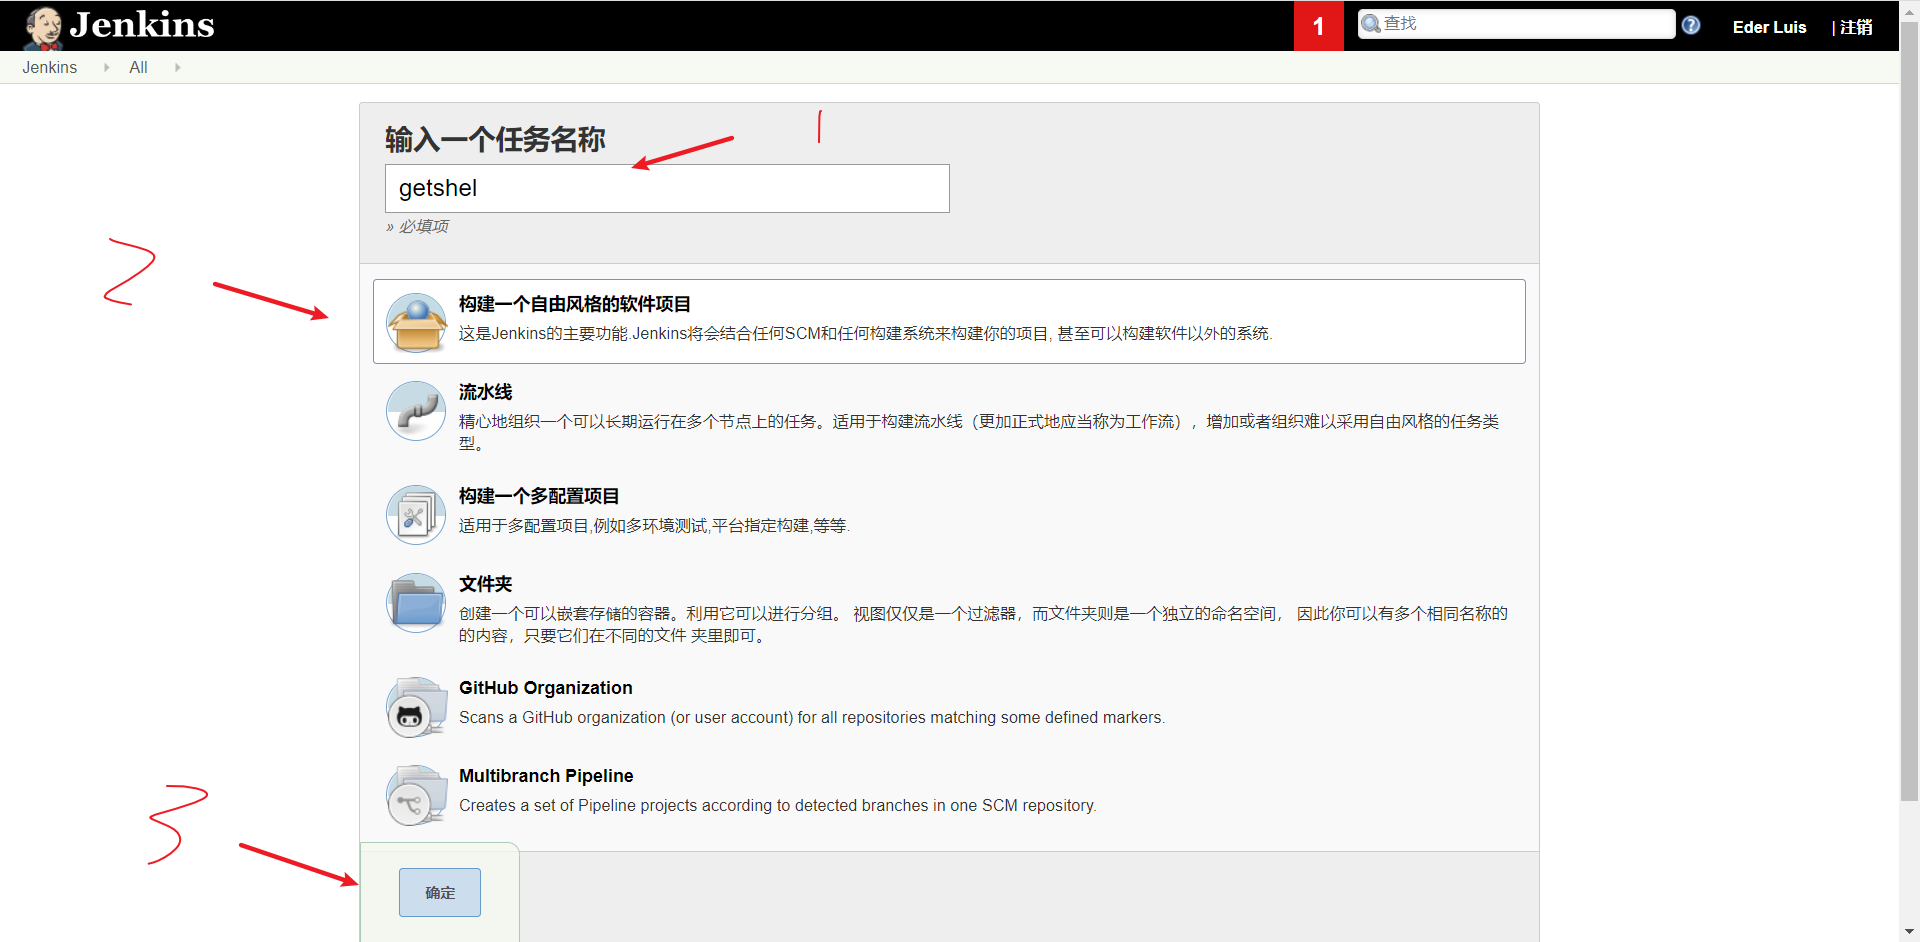 Jenkins
1
查找
Eder Luis
| 注销
Jenkins
All
1
输入一个任务名称
getshel
» 必填项
2
构建一个自由风格的软件项目
这是Jenkins的主要功能.Jenkins将会结合任何SCM和任何构建系统来构建你的项目, 甚至可以构建软件以外的系统.
流水线
精心地组织一个可以长期运行在多个节点上的任务。适用于构建流水线（更加正式地应当称为工作流），增加或者组织难以采用自由风格的任务类
型。
构建一个多配置项目
适用于多配置项目,例如多环境测试,平台指定构建,等等.
文件夹
创建一个可以嵌套存储的容器。利用它可以进行分组。 视图仅仅是一个过滤器，而文件夹则是一个独立的命名空间， 因此你可以有多个相同名称的
的内容，只要它们在不同的文件 夹里即可。
GitHub Organization
Scans a GitHub organization (or user account) for all repositories matching some defined markers.
Multibranch Pipeline
Creates a set of Pipeline projects according to detected branches in one SCM repository.
3
确定